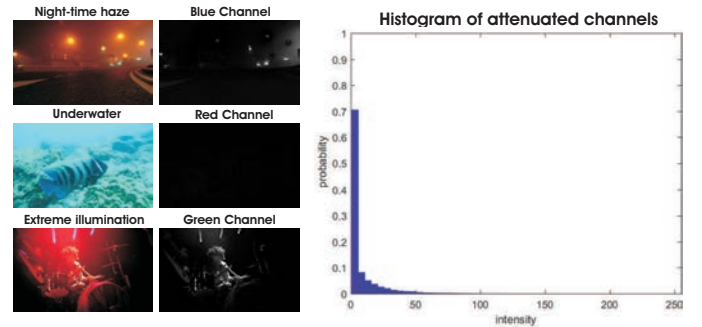 Night-time haze Blue Channel
Underwater Red Channel
Extreme illumination Green Channel
Histogram of attenuated channels
1
0.9
0.8
0.7
0.6
0.5
0.4
0.3
0.2
0.1
0
probability
0 50 100 150 200 250
intensity